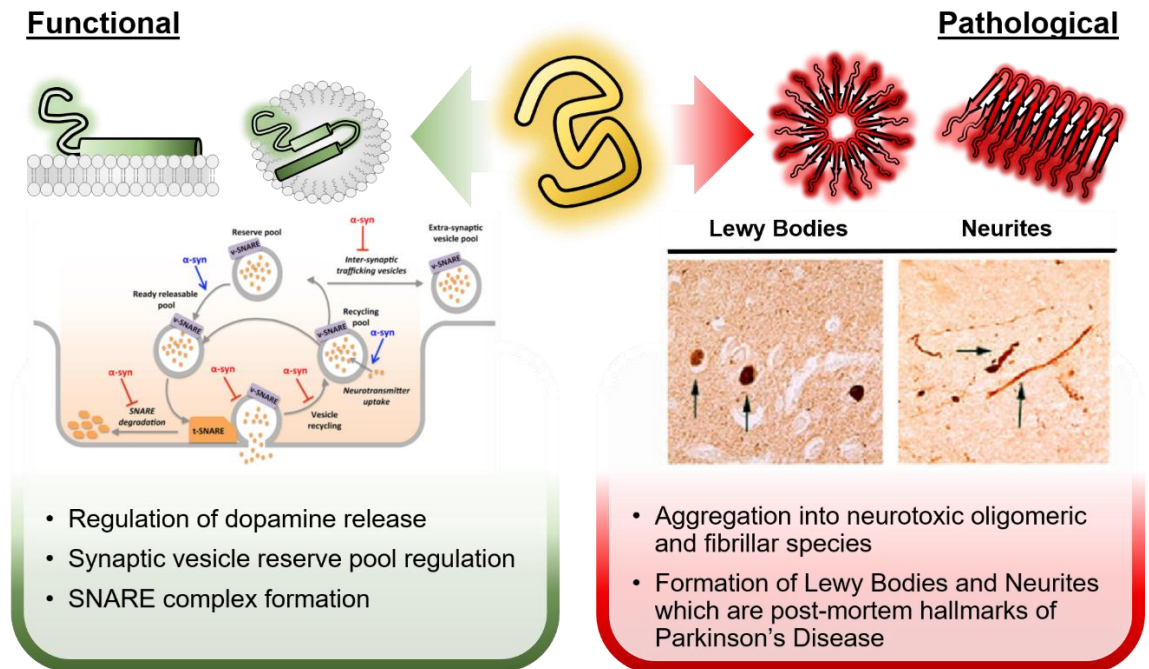 Functional
Pathological
Reserve pool
v-SNARE
α-syn
Ready releasable
pool
v-SNARE
α-syn
Inter-synaptic
trafficking vesicles
Extra-synaptic
vesicle pool
v-SNARE
Recycling
pool
v-SNARE
α-syn
Neurotransmitter
uptake
α-syn
SNARE
degradation
α-syn
v-SNARE
t-SNARE
α-syn
Vesicle
recycling
Lewy Bodies
Neurites
• Regulation of dopamine release
• Synaptic vesicle reserve pool regulation
• SNARE complex formation
• Aggregation into neurotoxic oligomeric
and fibrillar species
• Formation of Lewy Bodies and Neurites
which are post-mortem hallmarks of
Parkinson's Disease